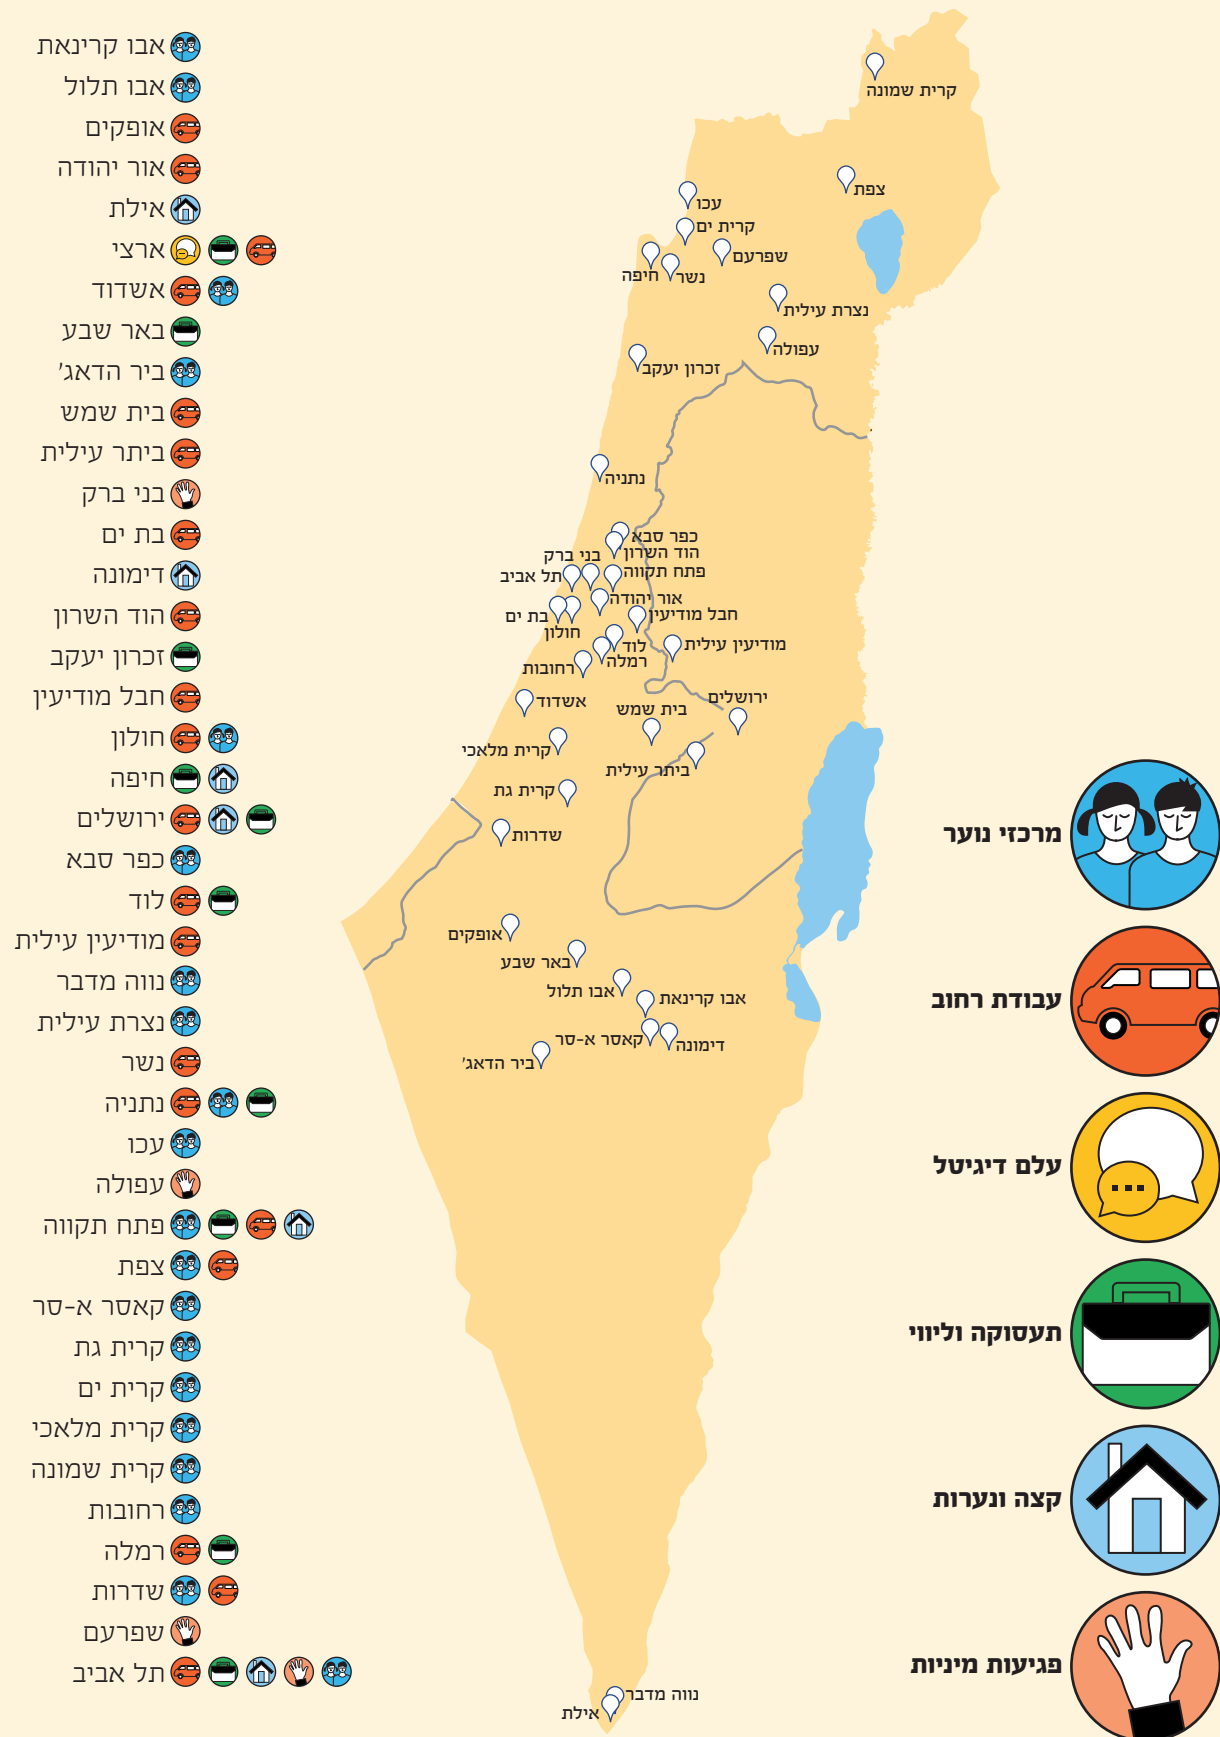 אבו קרינאת
אבו תלול
אופקים
אור יהודה
אילת
ארצי
אשדוד
באר שבע
ביר הדאג'
בית שמש
ביתר עילית
בני ברק
בת ים
דימונה
הוד השרון
זכרון יעקב
חבל מודיעין
חולון
חיפה
ירושלים
כפר סבא
לוד
מודיעין עילית
נווה מדבר
נצרת עילית
נשר
נתניה
עכו
עפולה
פתח תקווה
צפת
קאסר א-סר
קרית גת
קרית ים
קרית מלאכי
קרית שמונה
רחובות
רמלה
שדרות
שפרעם
תל אביב
קרית שמונה
צפת
עכו
קרית ים
שפרעם
חיפה
נשר
נצרת עילית
עפולה
זכרון יעקב
נתניה
כפר סבא
הוד השרון
בני ברק
פתח תקווה
תל אביב
אור יהודה
חבל מודיעין
בת ים
חולון
לוד
מודיעין עילית
רמלה
רחובות
ירושלים
אשדוד
בית שמש
קרית מלאכי
ביתר עילית
קרית גת
שדרות
אופקים
באר שבע
אבו תלול
אבו קרינאת
קאסר א-סר
דימונה
ביר הדאג'
נווה מדבר
אילת
מרכזי נוער
עבודת רחוב
עלם דיגיטל
תעסוקה וליווי
קצה ונערות
פגיעות מיניות